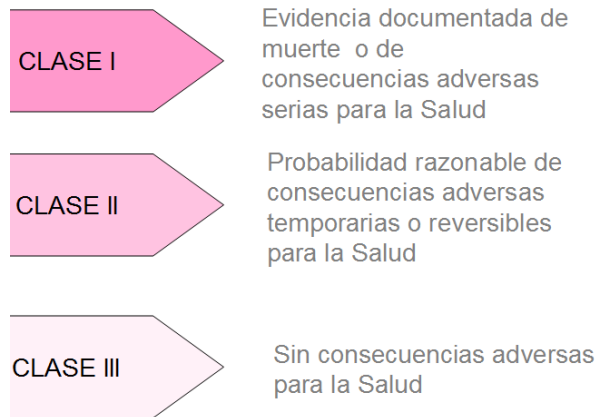 CLASE I
Evidencia documentada de
muerte o de
consecuencias adversas
serias para la Salud
CLASE II
Probabilidad razonable de
consecuencias adversas
temporarias o reversibles
para la Salud
CLASE III
Sin consecuencias adversas
para la Salud